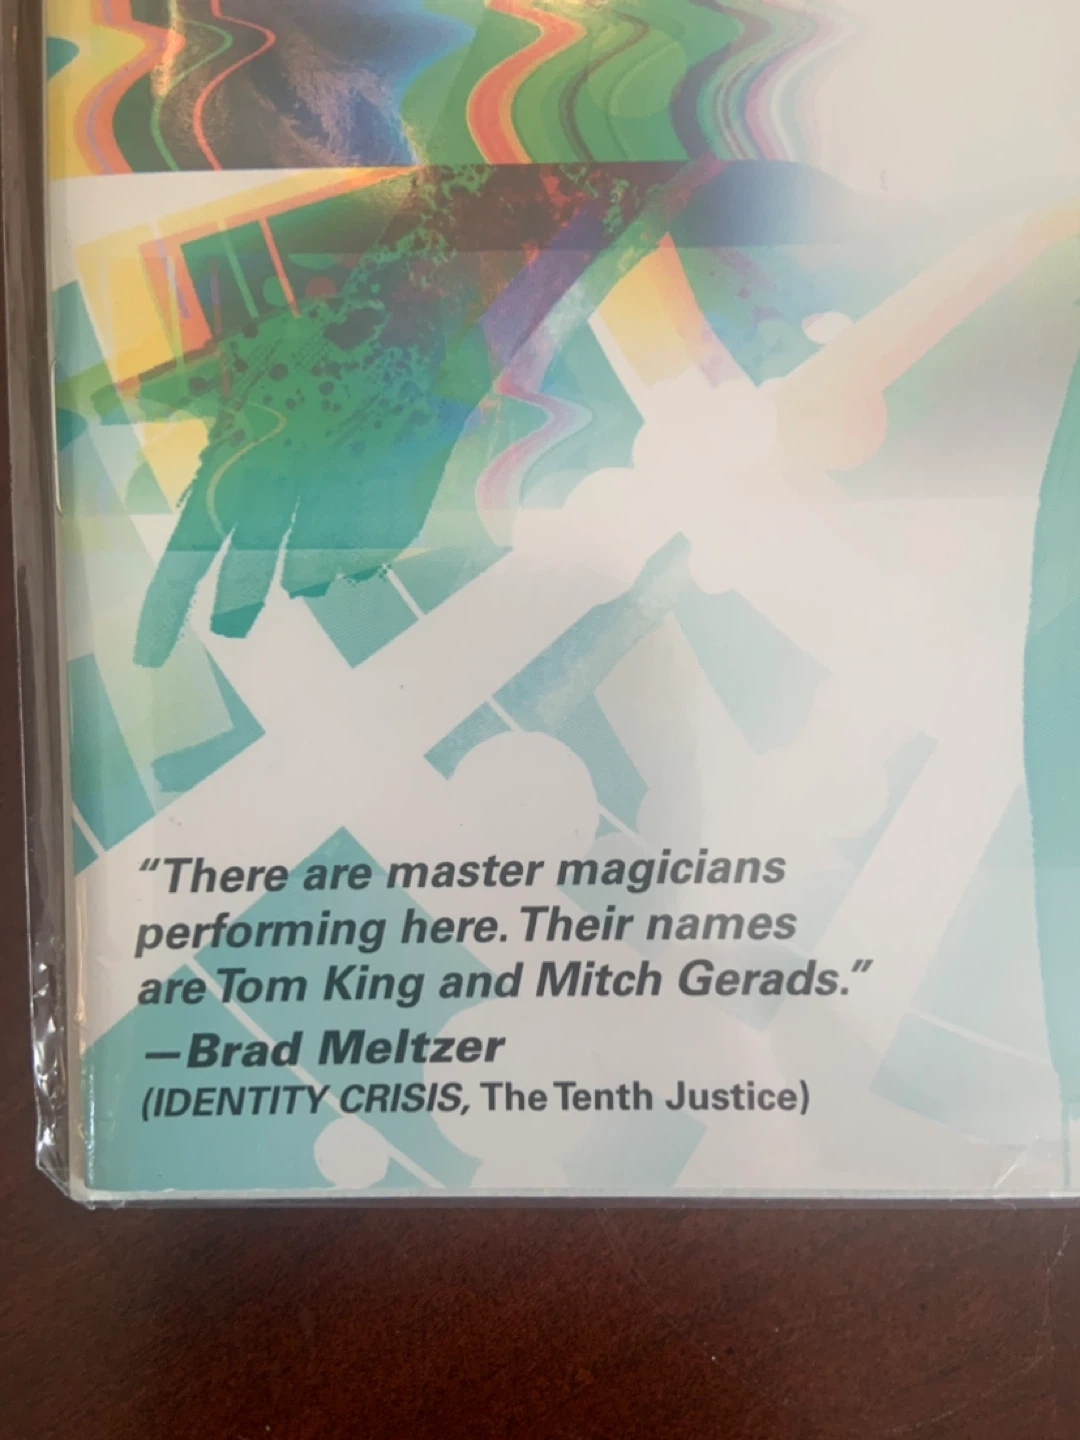 “There are master magicians
performing here. Their names
are Tom King and Mitch Gerads.”
—Brad Meltzer
(IDENTITY CRISIS, The Tenth Justice)